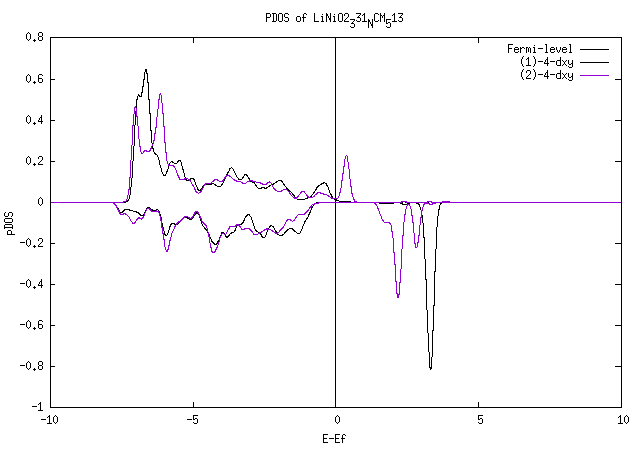 PDOS of LiNiO2_3 31_N CM_5 13
Fermi-level
(1)-4-dxy
(2)-4-dxy
pDOS
0.8
0.6
0.4
0.2
0
-0.2
-0.4
-0.6
-0.8
-1
-10 -5 0 5 10
E-Ef